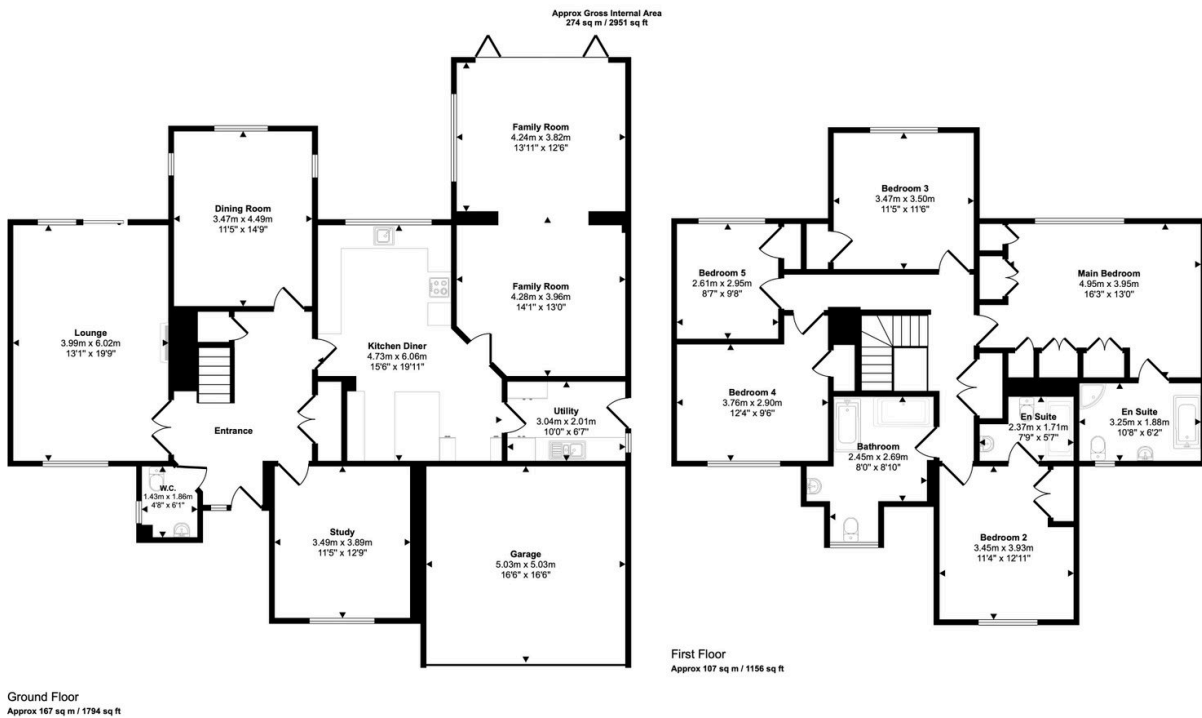 Approx Gross Internal Area
274 sq m / 2951 sq ft
Family Room
4.24m x 3.82m
13'11" x 12'6"
Dining Room
3.47m x 4.49m
11'5" x 14'9"
Family Room
4.28m x 3.96m
14'1" x 13'0"
Lounge
3.99m x 6.02m
13'1" x 19'9"
Kitchen Diner
4.73m x 6.06m
15'6" x 19'11"
Utility
3.04m x 2.01m
10'0" x 6'7"
Entrance
W.C.
1.43m x 1.86m
4'8" x 6'1"
Study
3.49m x 3.89m
11'5" x 12'9"
Garage
5.03m x 5.03m
16'6" x 16'6"
Ground Floor
Approx 167 sq m / 1794 sq ft
Bedroom 3
3.47m x 3.50m
11'5" x 11'6"
Bedroom 5
2.61m x 2.95m
8'7" x 9'8"
Main Bedroom
4.95m x 3.95m
16'3" x 13'0"
Bedroom 4
3.76m x 2.90m
12'4" x 9'6"
En Suite
2.37m x 1.71m
7'9" x 5'7"
En Suite
3.25m x 1.88m
10'8" x 6'2"
Bathroom
2.45m x 2.69m
8'0" x 8'10"
Bedroom 2
3.45m x 3.93m
11'4" x 12'11"
First Floor
Approx 107 sq m / 1156 sq ft